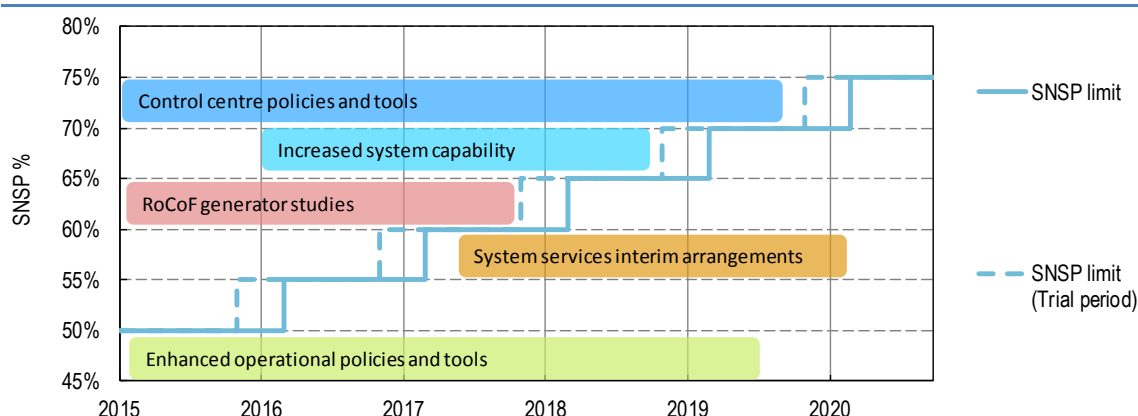 80%
75%
70%
65%
60%
55%
50%
45%
SNSP %
Control centre policies and tools
Increased system capability
RoCoF generator studies
System services interim arrangements
Enhanced operational policies and tools
2015 2016 2017 2018 2019 2020
SNSP limit
SNSP limit
(Trial period)